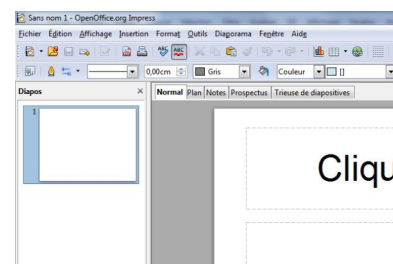 Sans nom 1 - OpenOffice.org Impress
Fichier Édition Affichage Insertion Format Outils Diaporama Fenêtre Aide
0,00cm Gris Couleur
Diapos × Normal Plan Notes Prospectus Trieuse de diapositives
1
Cliqu